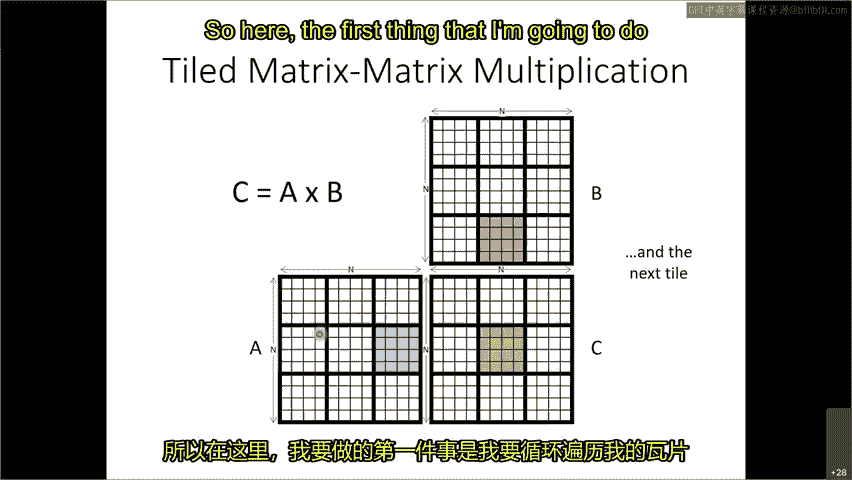 So here, the first thing that I'm going to do
Tiled Matrix-Matrix Multiplication
N
N
B
C = A x B
...and the
next tile
N
N
A
N
N
C
所以在这里，我要做的第一件事是我要循环遍历我的瓦片
+28